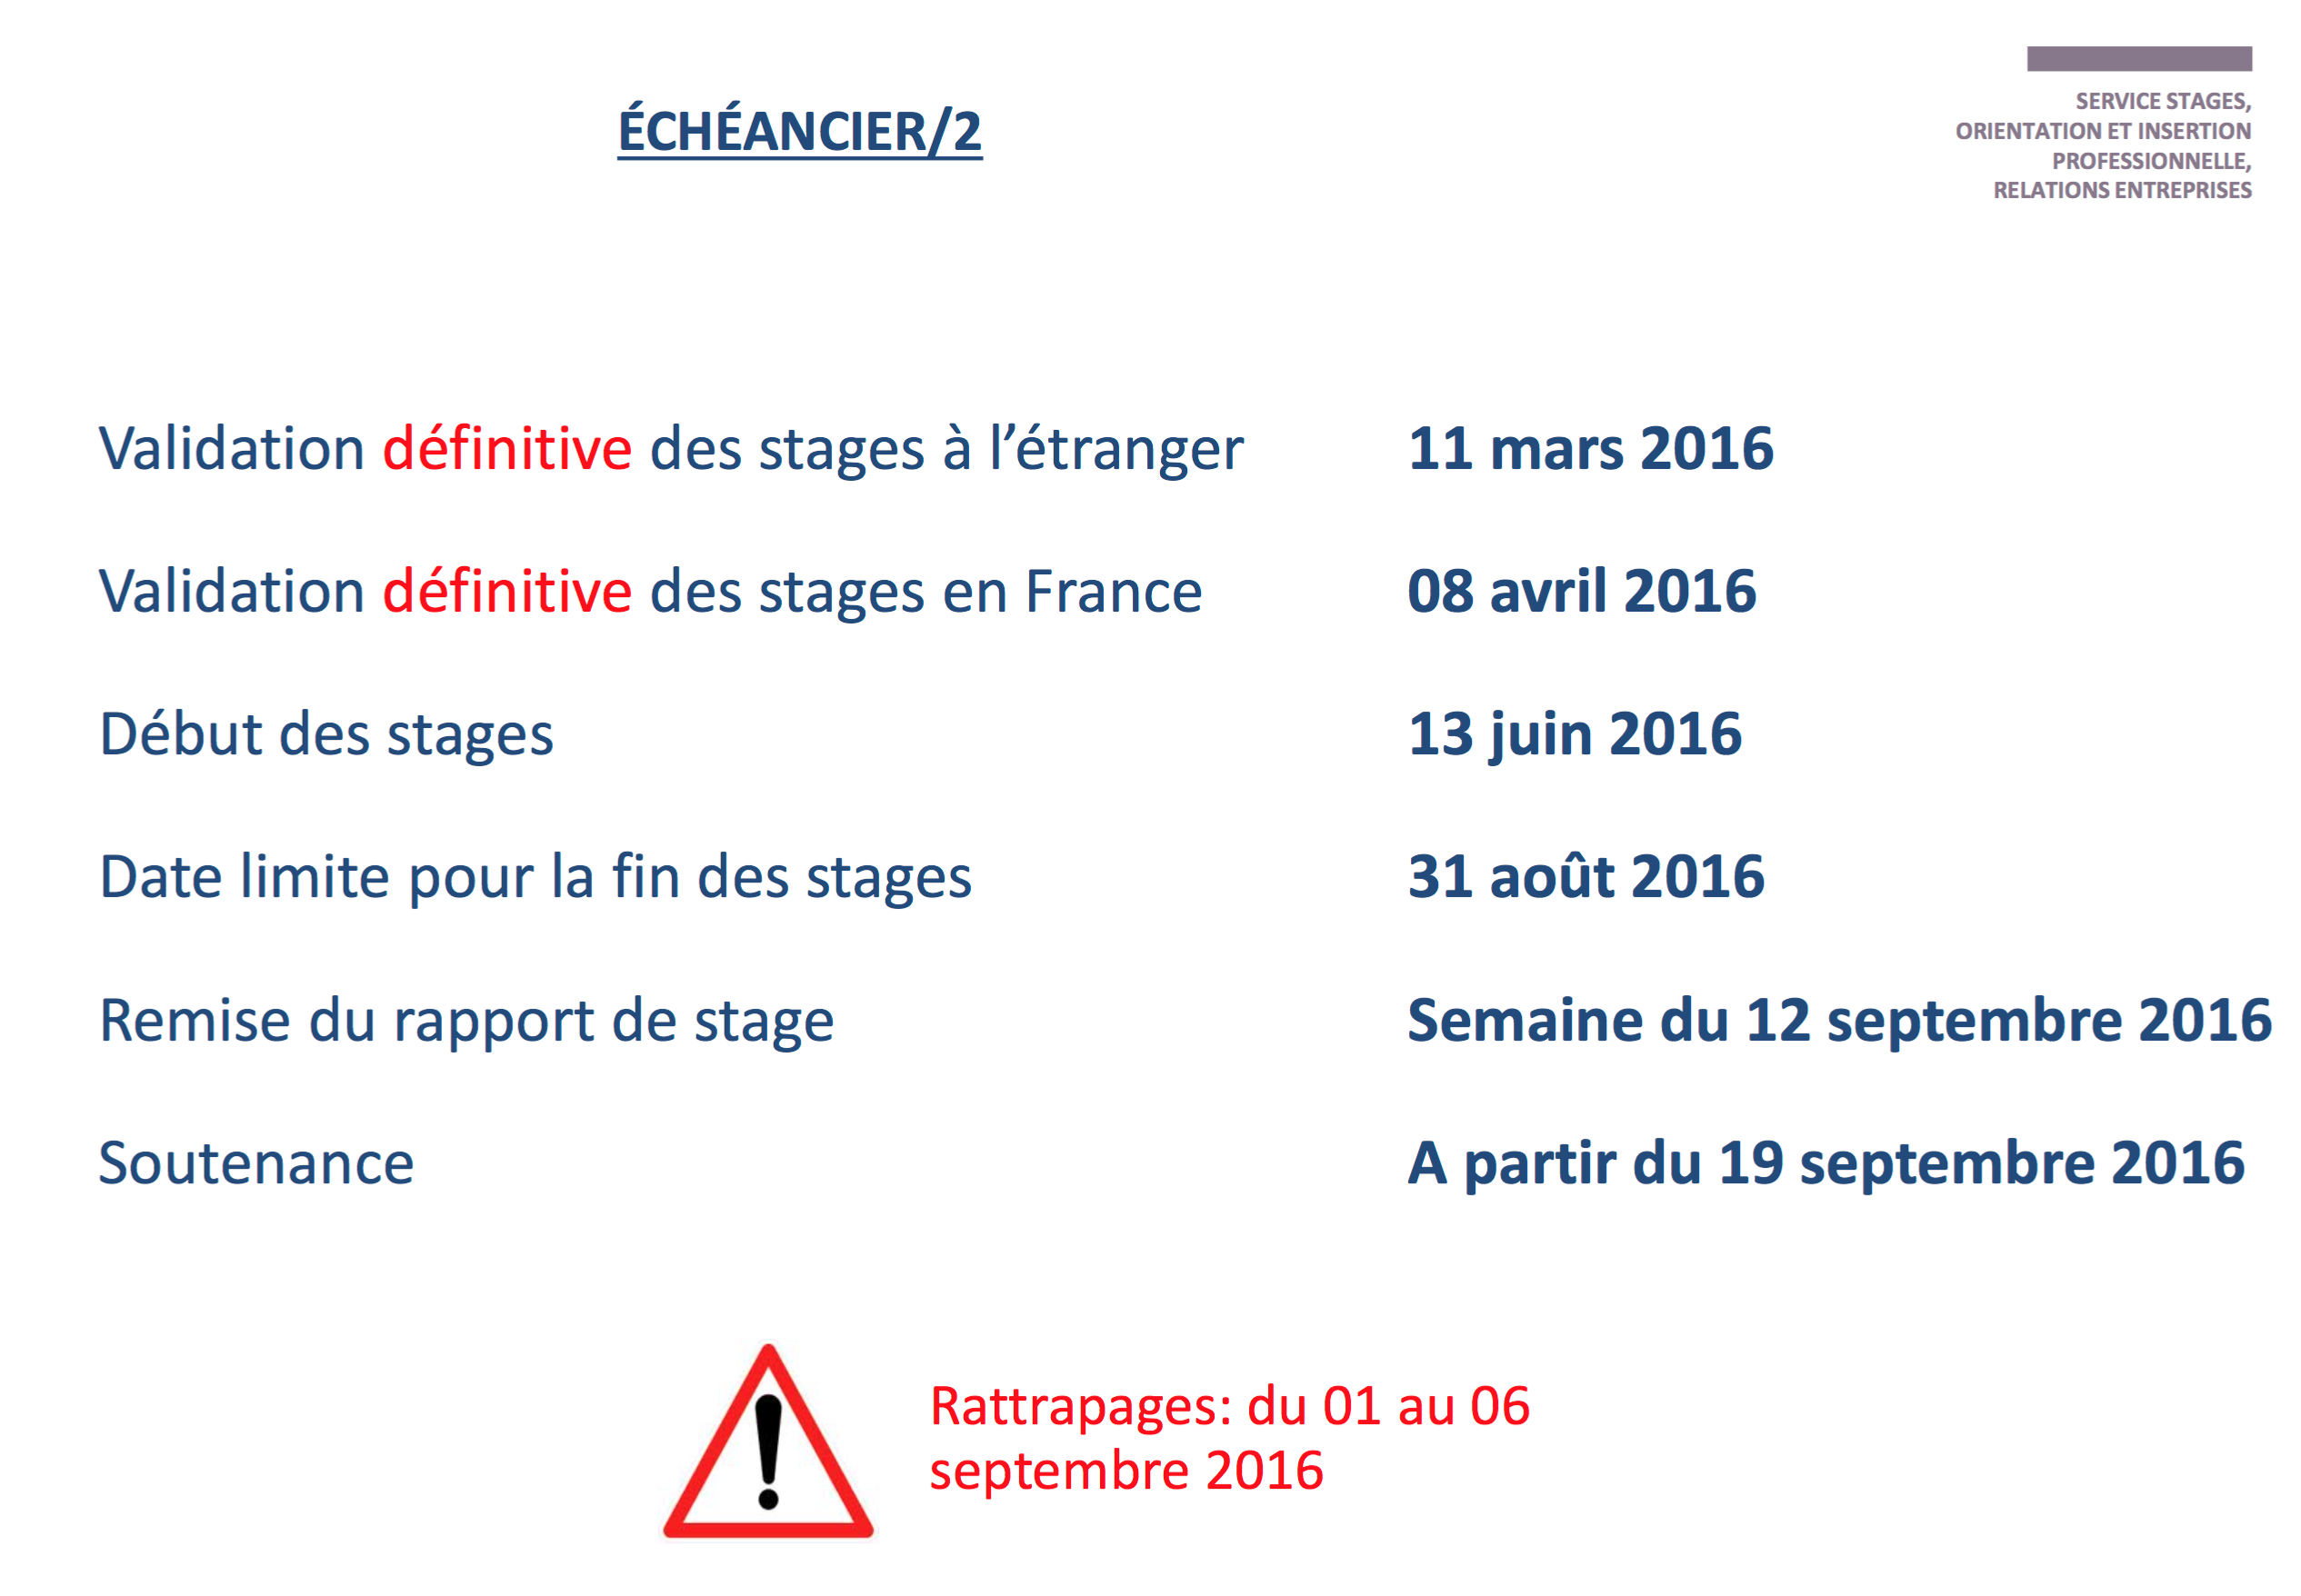 ÉCHÉANCIER/2
SERVICE STAGES,
ORIENTATION ET INSERTION
PROFESSIONNELLE,
RELATIONS ENTREPRISES
Validation définitive des stages à l’étranger 11 mars 2016
Validation définitive des stages en France 08 avril 2016
Début des stages 13 juin 2016
Date limite pour la fin des stages 31 août 2016
Remise du rapport de stage Semaine du 12 septembre 2016
Soutenance A partir du 19 septembre 2016
Rattrapages: du 01 au 06
septembre 2016